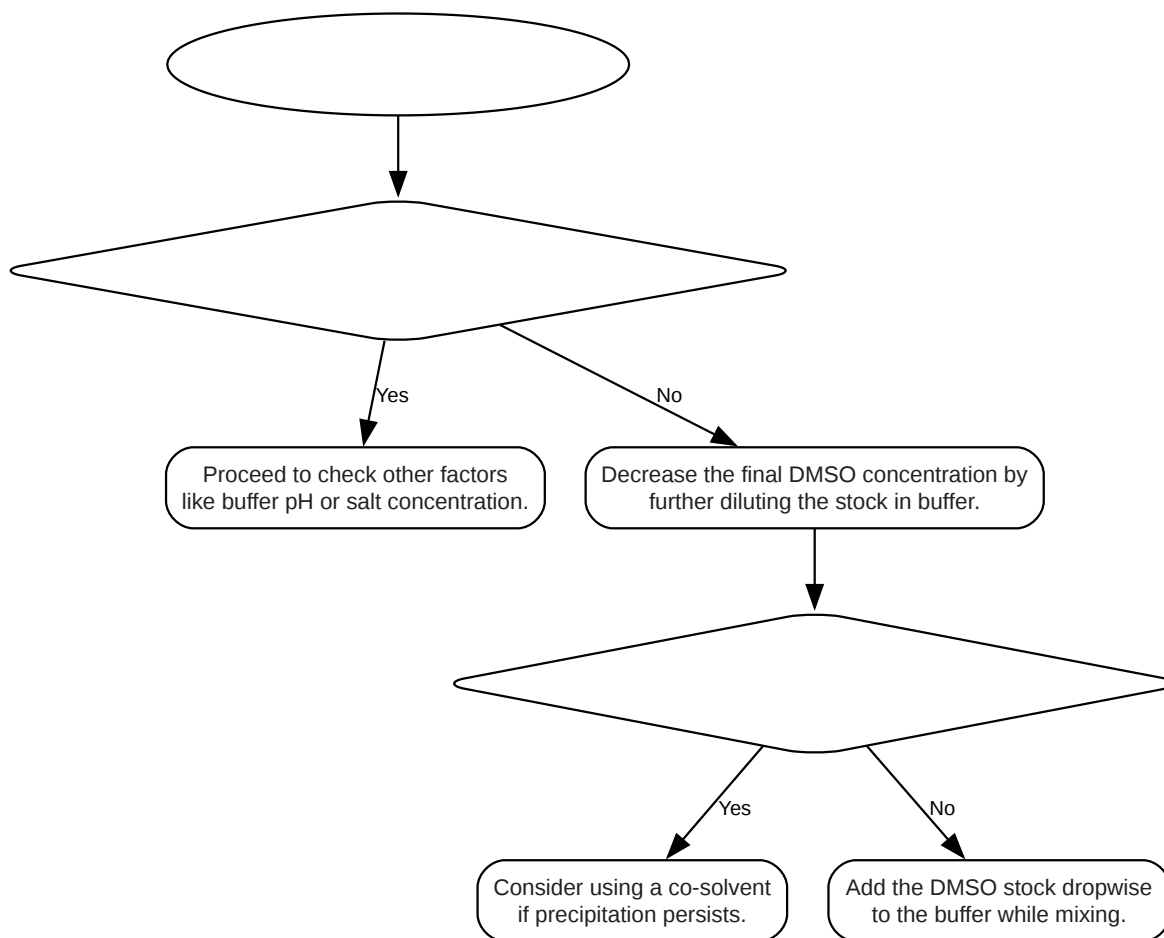 Yes
No
Proceed to check other factors
like buffer pH or salt concentration.
Decrease the final DMSO concentration by
further diluting the stock in buffer.
Yes
No
Consider using a co-solvent
if precipitation persists.
Add the DMSO stock dropwise
to the buffer while mixing.